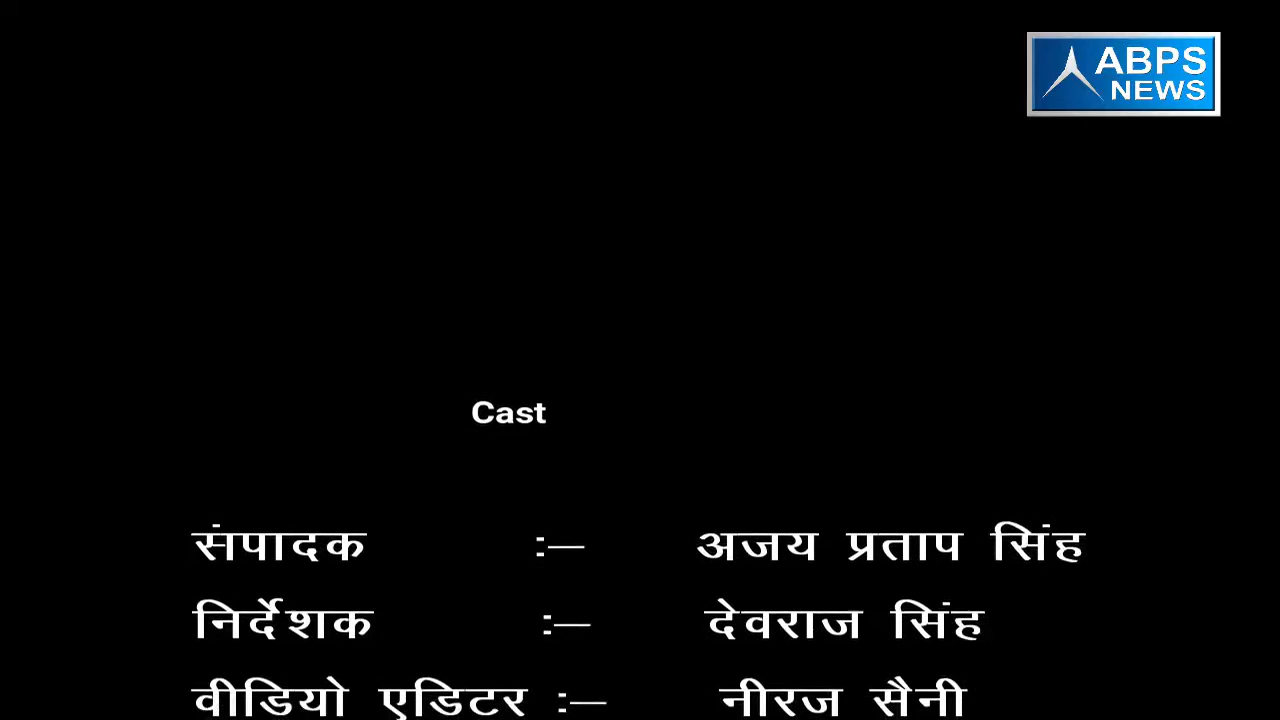 ABPS
NEWS
Cast
संपादक :— अजय प्रताप सिंह
निर्देशक :— देवराज सिंह
वीडियो एडिटर :— नीरज सैनी